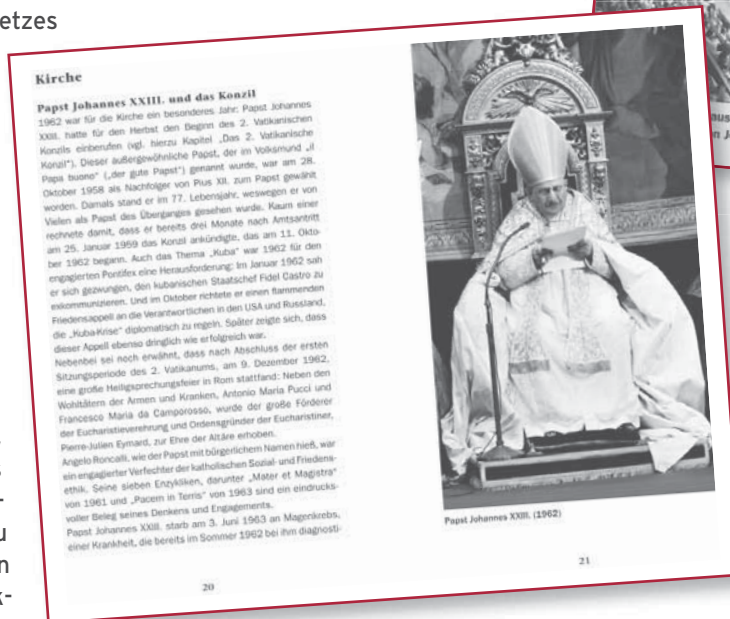 etzes
Kirche
Papst Johannes XXIII. und das Konzil
1962 war für die Kirche ein besonderes Jahr: Papst Johannes
XXIII. hatte für den Herbst den Beginn des 2. Vatikanischen
Konzils einberufen (vgl. hierzu Kapitel „Das 2. Vatikanische
Konzil“). Dieser außergewöhnliche Papst, der im Volksmund „il
Papa buono“ („der gute Papst“) genannt wurde, war am 28.
Oktober 1958 als Nachfolger von Pius XII. zum Papst gewählt
worden. Damals stand er im 77. Lebensjahr, weswegen er von
Vielen als Papst des Überganges gesehen wurde. Kaum einer
rechnete damit, dass er bereits drei Monate nach Amtsantritt
am 25. Januar 1959 das Konzil ankündigte, das am 11. Okto-
ber 1962 begann. Auch das Thema „Kuba“ war 1962 für den
engagierten Pontifex eine Herausforderung: Im Januar 1962 sah
er sich gezwungen, den kubanischen Staatschef Fidel Castro zu
exkommunizieren. Und im Oktober richtete er einen flammenden
Friedensappell an die Verantwortlichen in den USA und Russland,
die „Kuba-Krise“ diplomatisch zu regeln. Später zeigte sich, dass
dieser Appell ebenso dringlich wie erfolgreich war.
Nebenbei sei noch erwähnt, dass nach Abschluss der ersten
Sitzungsperiode des 2. Vatikanums, am 9. Dezember 1962,
eine große Heiligsprechungsfeier in Rom stattfand: Neben den
Wohltätern der Armen und Kranken, Antonio Maria Pucci und
Francesco Maria da Camporosso, wurde der große Förderer
der Eucharistieverehrung und Ordensgründer der Eucharistiner,
Pierre-Julien Eymard, zur Ehre der Altäre erhoben.
Angelo Roncalli, wie der Papst mit bürgerlichem Namen hieß, war
ein engagierter Verfechter der katholischen Sozial- und Friedens-
ethik. Seine sieben Enzykliken, darunter „Mater et Magistra“
von 1961 und „Pacem in Terris“ von 1963 sind ein eindrucks-
voller Beleg seines Denkens und Engagements.
Papst Johannes XXIII. starb am 3. Juni 1963 an Magenkrebs,
einer Krankheit, die bereits im Sommer 1962 bei ihm diagnosti-
20
Papst Johannes XXIII. (1962)
21
s
-
u
n
k-
aus
n J